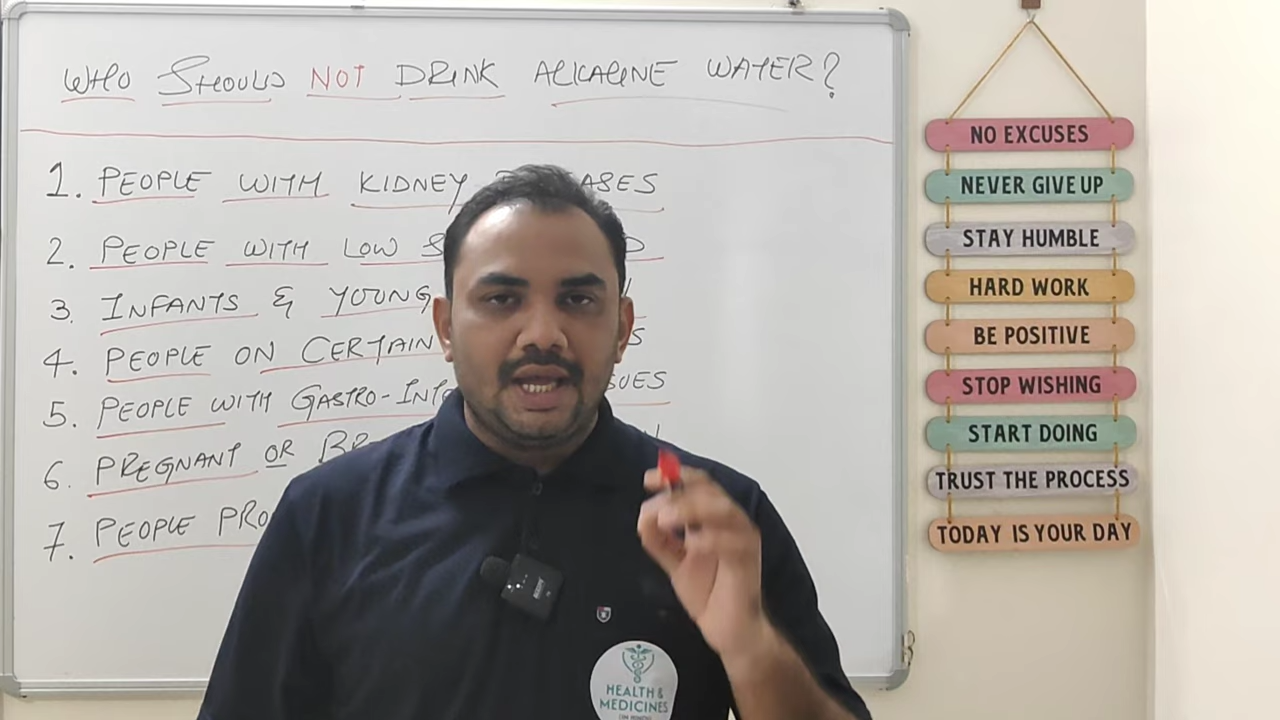 WHO SHOULD NOT DRINK ALKALINE WATER?
1. PEOPLE WITH KIDNEY
2. PEOPLE WITH LOW
3. INFANTS & YOUNG
4. PEOPLE ON CERTAIN
5. PEOPLE WITH GASTRO-
6. PREGNANT OR
7. PEOPLE
NO EXCUSES
NEVER GIVE UP
STAY HUMBLE
HARD WORK
BE POSITIVE
STOP WISHING
START DOING
TRUST THE PROCESS
TODAY IS YOUR DAY
HEALTH &
MEDICINES